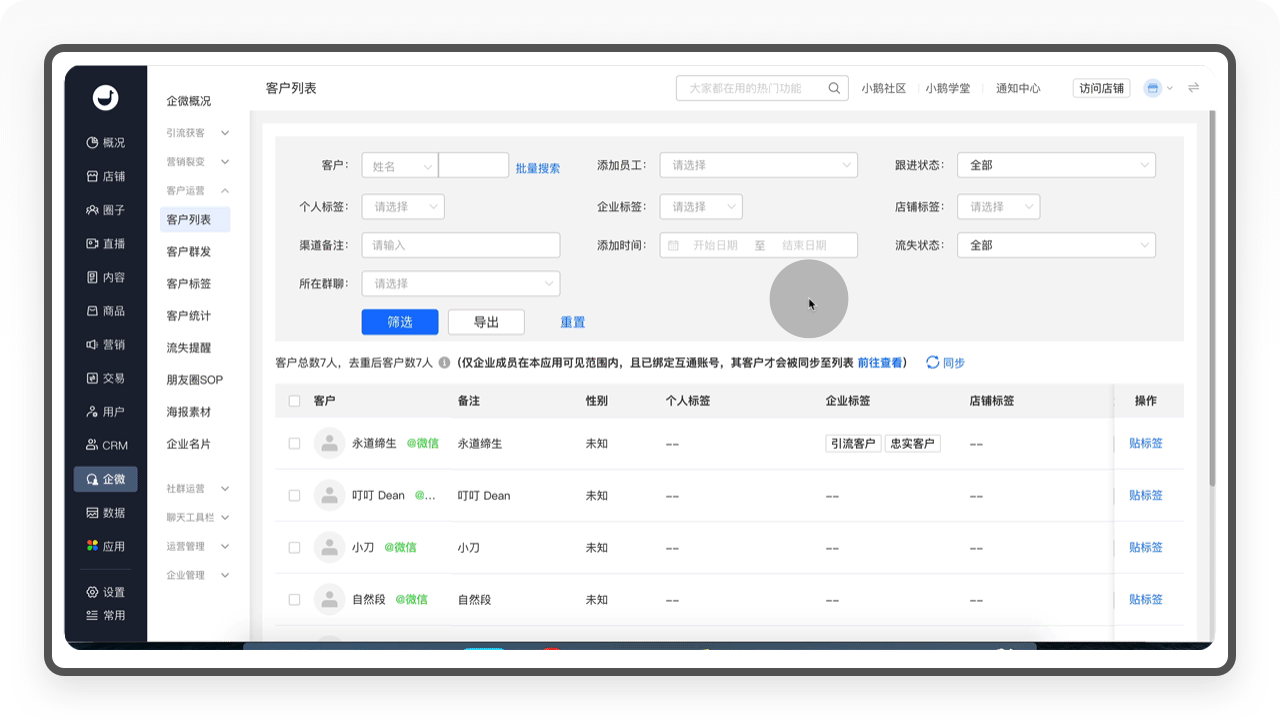 客户列表
大家都在用的热门功能
小鹅社区
小鹅学堂
通知中心
访问店铺
概况
店铺
圈子
直播
内容
商品
营销
交易
用户
CRM
企微
数据
应用
设置
常用
企微概况
引流获客
营销裂变
客户运营
客户列表
客户群发
客户标签
客户统计
流失提醒
朋友圈SOP
海报素材
企业名片
社群运营
聊天工具栏
运营管理
企业管理
客户： 姓名 批量搜索 添加员工： 请选择 跟进状态： 全部
个人标签： 请选择 企业标签： 请选择 店铺标签： 请选择
渠道备注： 请输入 添加时间： 开始日期 至 结束日期 流失状态： 全部
所在群聊： 请选择
筛选 导出 重置
客户总数7人，去重后客户数7人 (仅企业成员在本应用可见范围内，且已绑定互通账号，其客户才会被同步至列表 前往查看) 同步
客户 备注 性别 个人标签 企业标签 店铺标签 操作
永道缔生 @微信 永道缔生 未知 -- 引流客户 忠实客户 -- 贴标签
叮叮 Dean @... 叮叮 Dean 未知 -- -- -- 贴标签
小刀 @微信 小刀 未知 -- -- -- 贴标签
自然段 @微信 自然段 未知 -- -- -- 贴标签